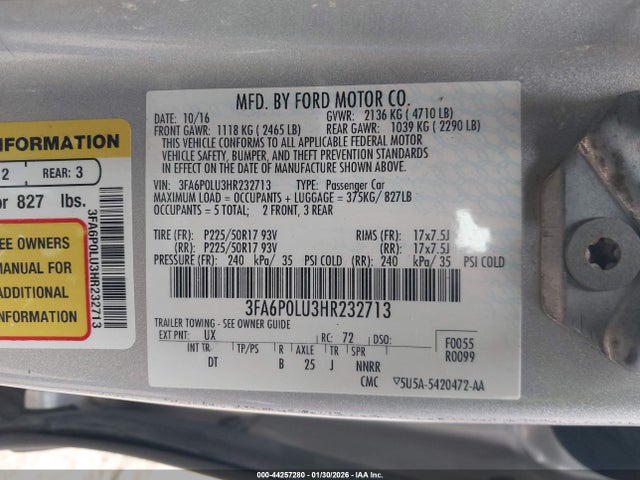 NFORMATION
2 REAR: 3
or 827 lbs.
SEE OWNERS
MANUAL FOR
ADDITIONAL
NFORMATION
3FA6P0LU3HR232713
MFD. BY FORD MOTOR CO.
DATE: 10/16 GVWR: 2136 KG ( 4710 LB)
FRONT GAWR: 1118 KG ( 2465 LB) REAR GAWR: 1039 KG ( 2290 LB)
THIS VEHICLE CONFORMS TO ALL APPLICABLE FEDERAL MOTOR
VEHICLE SAFETY, BUMPER, AND THEFT PREVENTION STANDARDS
IN EFFECT ON THE DATE OF MANUFACTURE SHOWN ABOVE.
VIN: 3FA6P0LU3HR232713 TYPE: Passenger Car
MAXIMUM LOAD = OCCUPANTS + LUGGAGE = 375KG/ 827LB
OCCUPANTS = 5 TOTAL; 2 FRONT, 3 REAR
TIRE (FR): P225/50R17 93V RIMS (FR): 17x7.5J
(RR): P225/50R17 93V (RR): 17x7.5J
PRESSURE (FR): 240 kPa/ 35 PSI COLD (RR): 240 kPa/ 35 PSI COLD
3FA6P0LU3HR232713
TRAILER TOWING - SEE OWNER GUIDE
EXT PNT: UX RC: 72 DSO: F0055
R0099
INT TR TP/PS R AXLE TR SPR
DT B 25 J NNRR
CMC ▽5U5A-5420472-AA
000-44257280 - 01/30/2026 - IAA Inc.